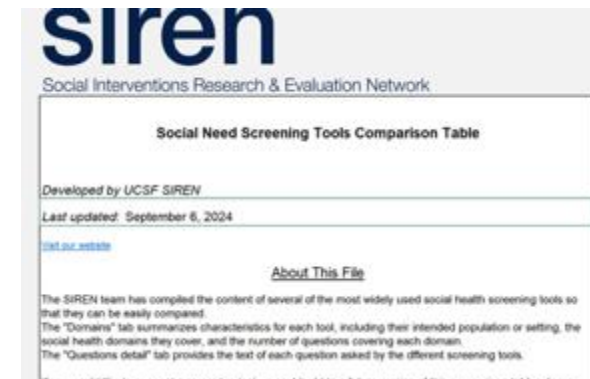 siren
Social Interventions Research & Evaluation Network
Social Need Screening Tools Comparison Table
Developed by UCSF SIREN
Last updated: September 6, 2024
Visit our website
About This File
The SIREN team has compiled the content of several of the most widely used social health screening tools so
that they can be easily compared.
The "Domains" tab summarizes characteristics for each tool, including their intended population or setting, the
social health domains they cover, and the number of questions covering each domain.
The "Questions detail" tab provides the text of each question asked by the different screening tools.